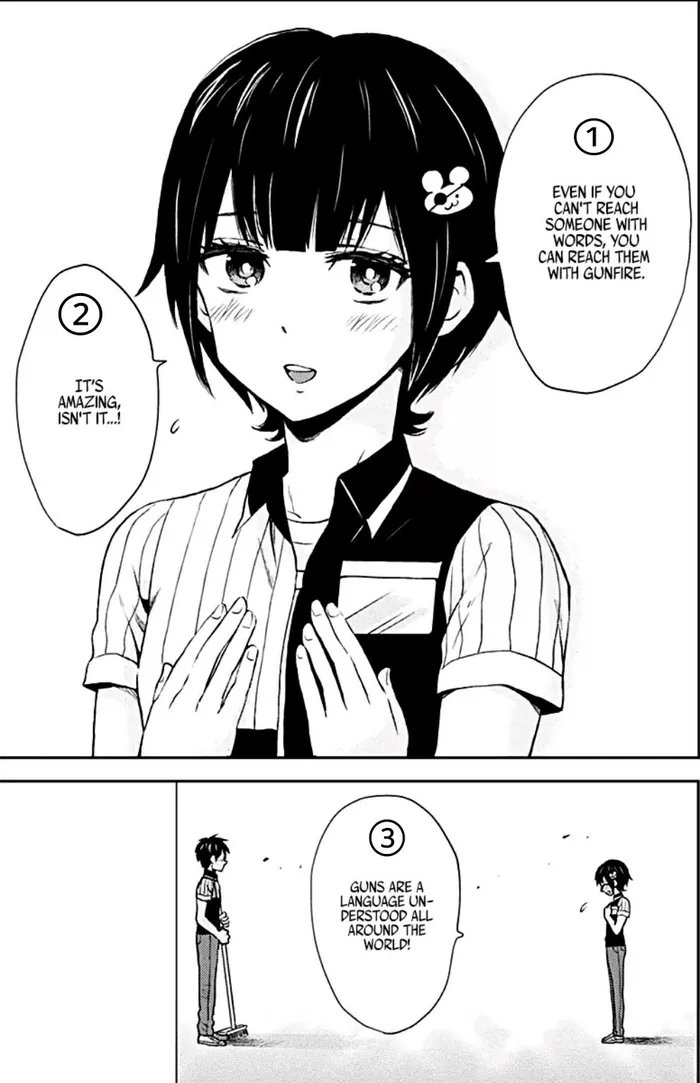 ①
EVEN IF YOU
CAN'T REACH
SOMEONE WITH
WORDS, YOU
CAN REACH THEM
WITH GUNFIRE.
②
IT'S
AMAZING,
ISN'T IT...!
③
GUNS ARE A
LANGUAGE UN-
DERSTOOD ALL
AROUND THE
WORLD!